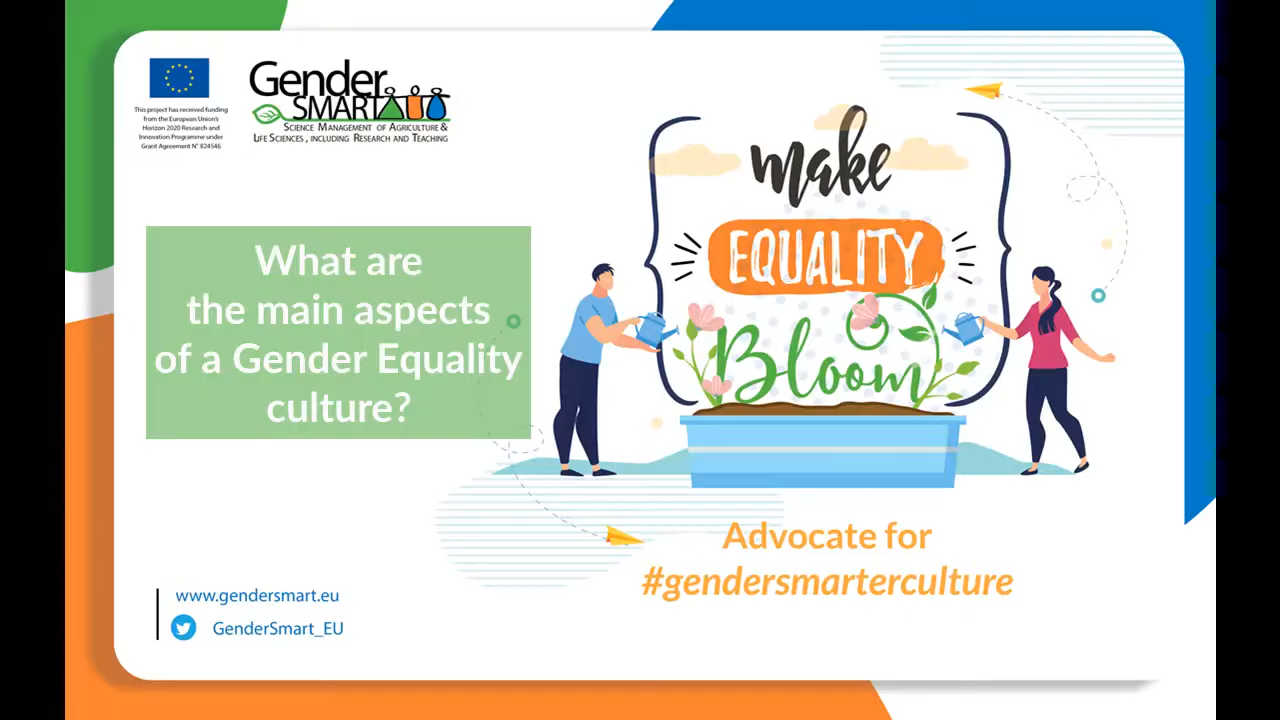 This project has received funding
from the European Union's
Horizon 2020 Research and
Innovation Programme under
Grant Agreement N° 824546
Gender
SMART
SCIENCE MANAGEMENT OF AGRICULTURE &
LIFE SCIENCES, INCLUDING RESEARCH AND TEACHING
What are
the main aspects
of a Gender Equality
culture?
make
EQUALITY
Bloom
Advocate for
#gendersmarterculture
www.gendersmart.eu
GenderSmart_EU